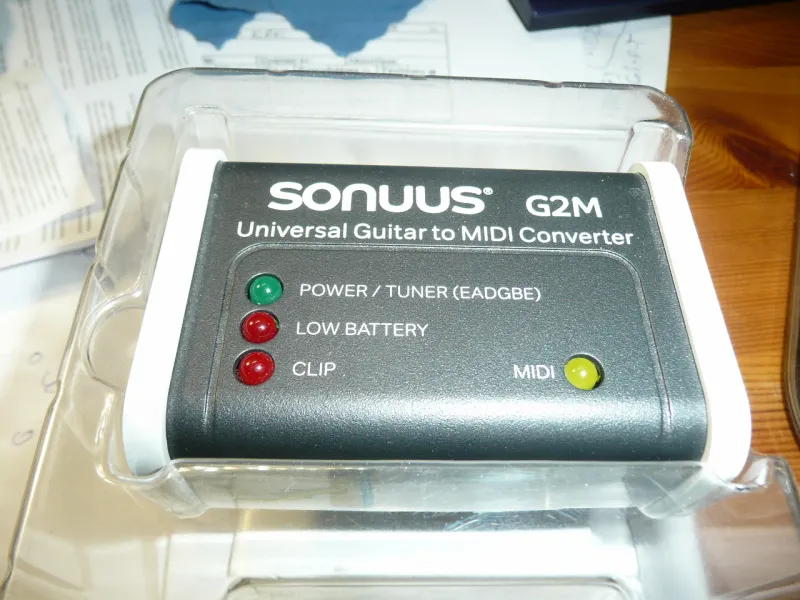 SONUUS® G2M
Universal Guitar to MIDI Converter
POWER / TUNER (EADGBE)
LOW BATTERY
CLIP
MIDI